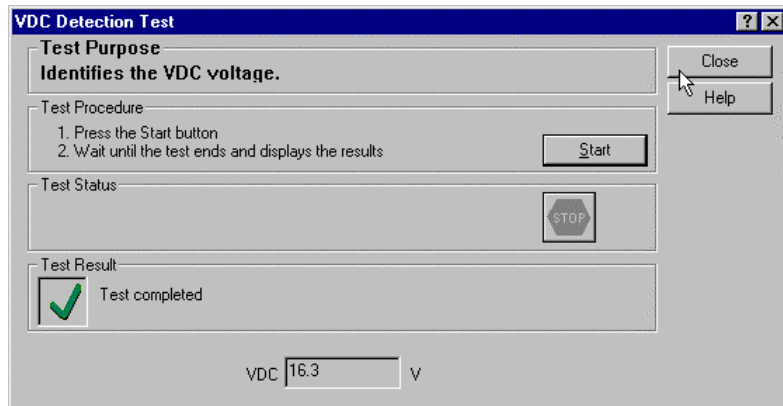 VDC Detection Test
Test Purpose
Identifies the VDC voltage.
Close
Help
Test Procedure
1. Press the Start button
2. Wait until the test ends and displays the results
Start
Test Status
STOP
Test Result
Test completed
VDC 16.3 V